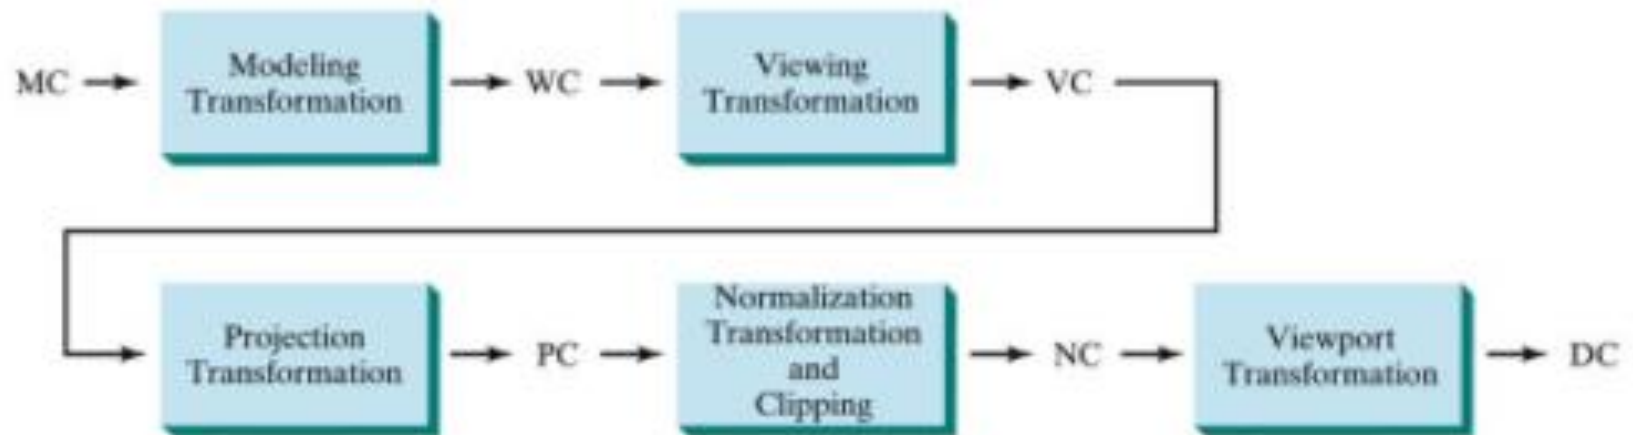 MC
Modeling
Transformation
WC
Viewing
Transformation
VC
Projection
Transformation
PC
Normalization
Transformation
and
Clipping
NC
Viewport
Transformation
DC